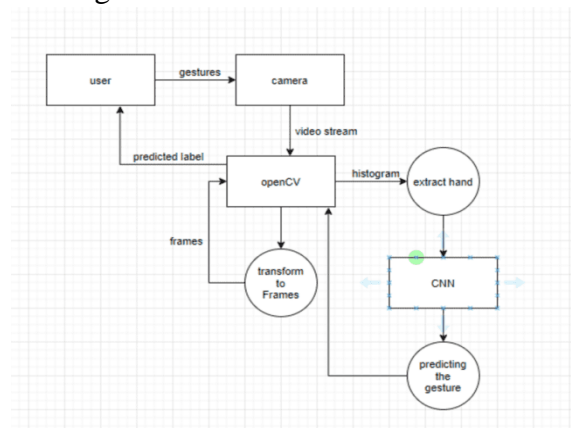 user
gestures
camera
video stream
predicted label
openCV
histogram
extract hand
frames
transform
to
Frames
CNN
predicting
the
gesture